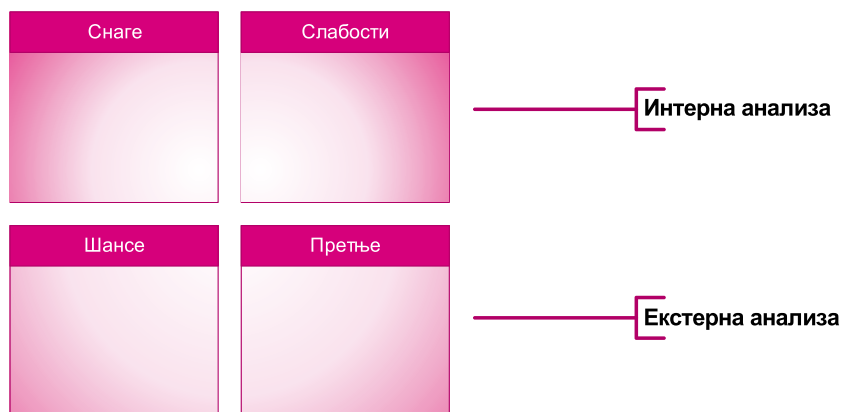 Снаге
Слабости
Интерна анализа
Шансе
Претње
Екстерна анализа